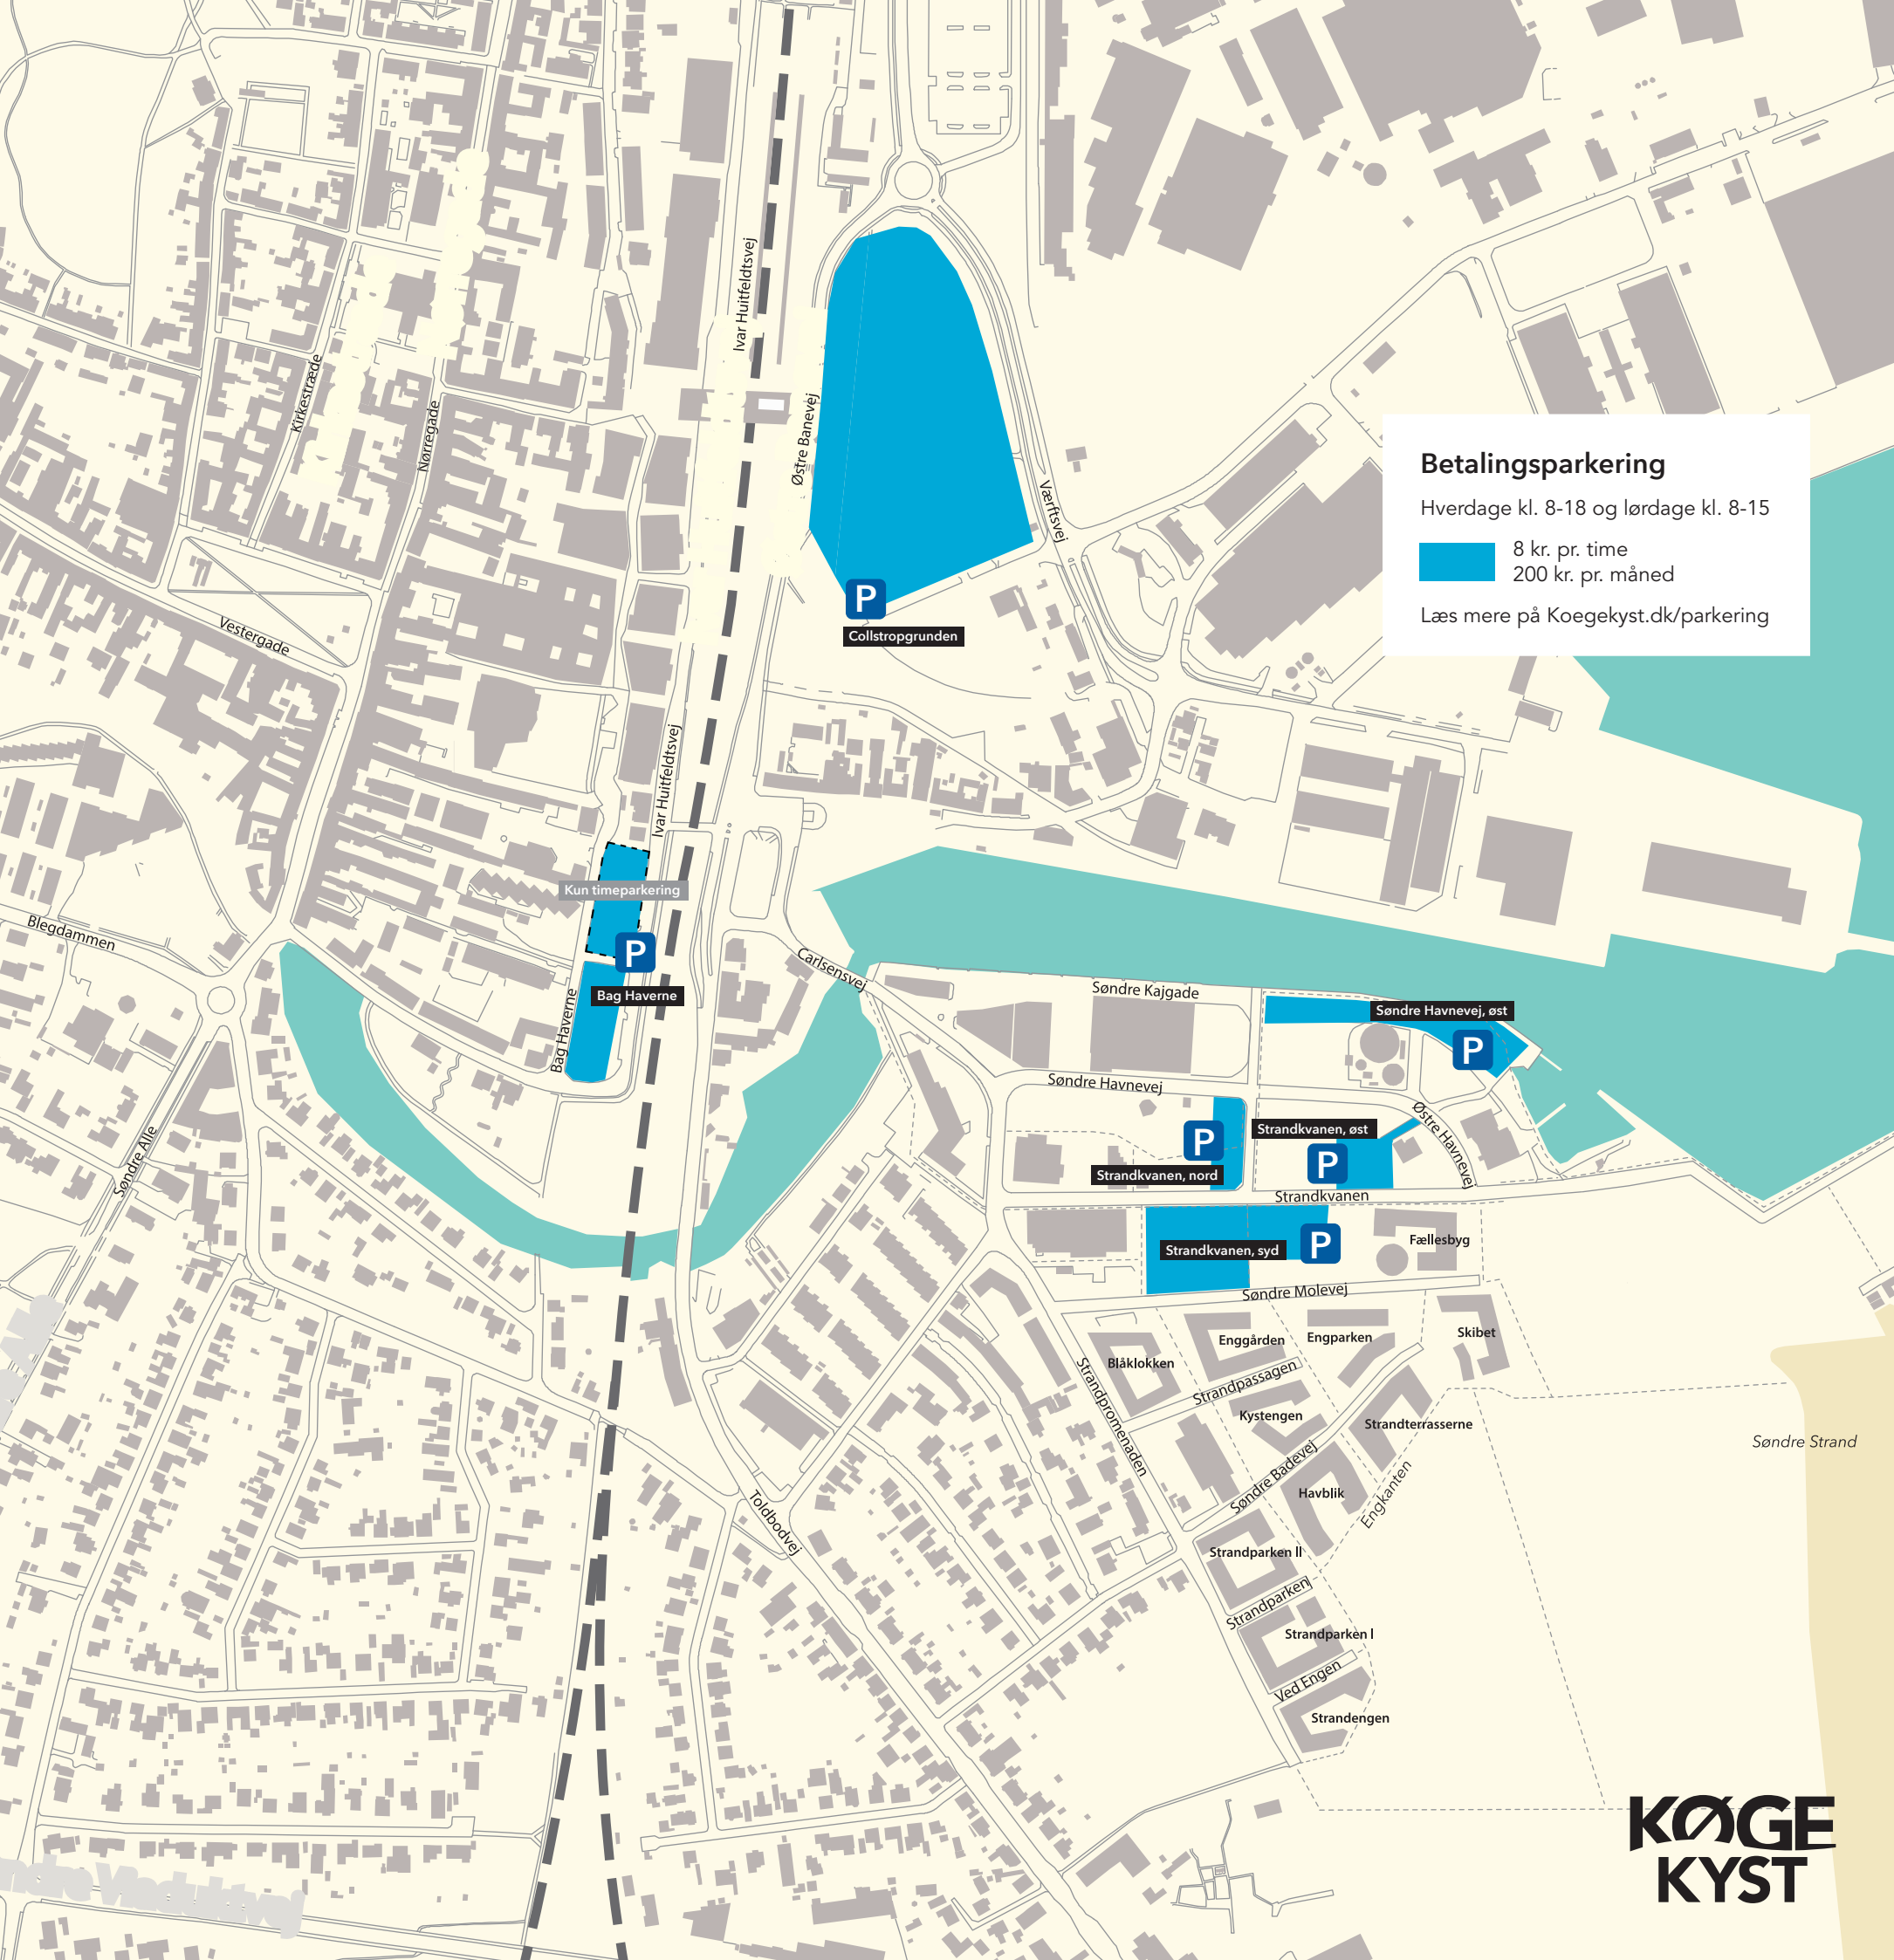 Ivar Huitfeldtsvej
Kirkestræde
Nørregade
Østre Banevej
Værftsvej
Betalingsparkering
Hverdage kl. 8-18 og lørdage kl. 8-15
8 kr. pr. time
200 kr. pr. måned
Læs mere på Koegekyst.dk/parkering
P
Collstropgrunden
Vestergade
Ivar Huitfeldtsvej
Kun timeparkering
Blegdammen
P
Bag Haverne
Bag Haverne
Carlsensvej
Søndre Kajgade
Søndre Havnevej, øst
P
Søndre Havnevej
Østre Havnevej
Strandkvanen, øst
P
P
Strandkvanen, nord
Søndre Alle
Strandkvanen
Strandkvanen, syd
P
Fællesbyg
Søndre Molevej
Skibet
Enggården
Engparken
Blåklokken
Strandpassagen
Strandpromenaden
Kystengen
Strandterrasserne
Søndre Strand
Søndre Badevej
Havblik
Engkanten
Toldbodvej
Strandparken II
Strandparken
Strandparken I
Ved Engen
Strandengen
KØGE
KYST